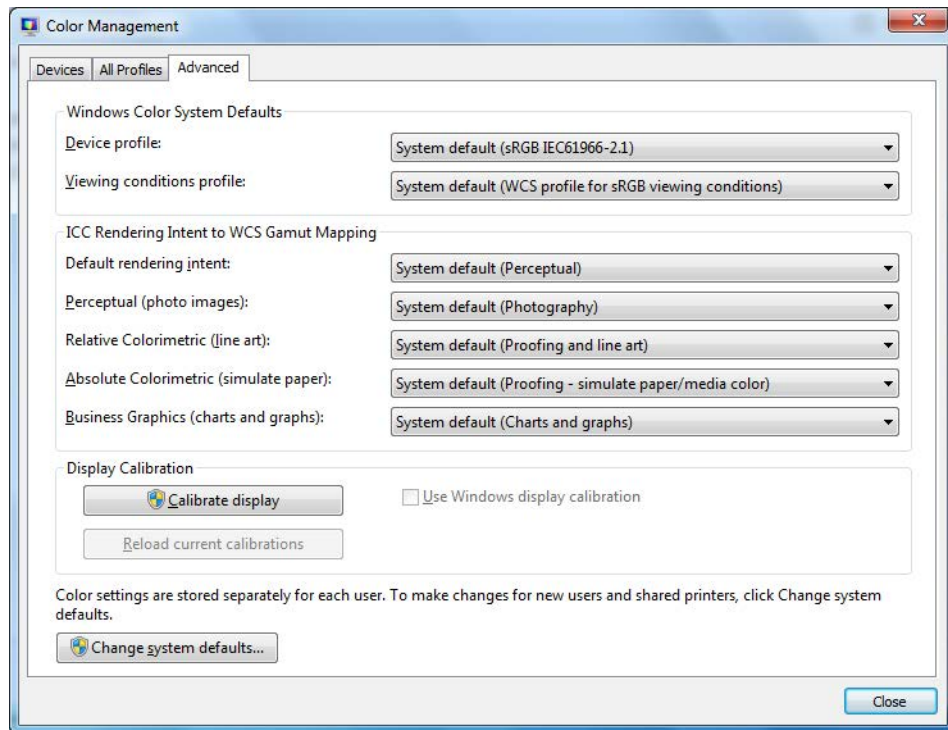 Color Management
Devices All Profiles Advanced
Windows Color System Defaults
Device profile: System default (sRGB IEC61966-2.1)
Viewing conditions profile: System default (WCS profile for sRGB viewing conditions)
ICC Rendering Intent to WCS Gamut Mapping
Default rendering intent: System default (Perceptual)
Perceptual (photo images): System default (Photography)
Relative Colorimetric (line art): System default (Proofing and line art)
Absolute Colorimetric (simulate paper): System default (Proofing - simulate paper/media color)
Business Graphics (charts and graphs): System default (Charts and graphs)
Display Calibration
Calibrate display Use Windows display calibration
Reload current calibrations
Color settings are stored separately for each user. To make changes for new users and shared printers, click Change system
defaults.
Change system defaults...
Close